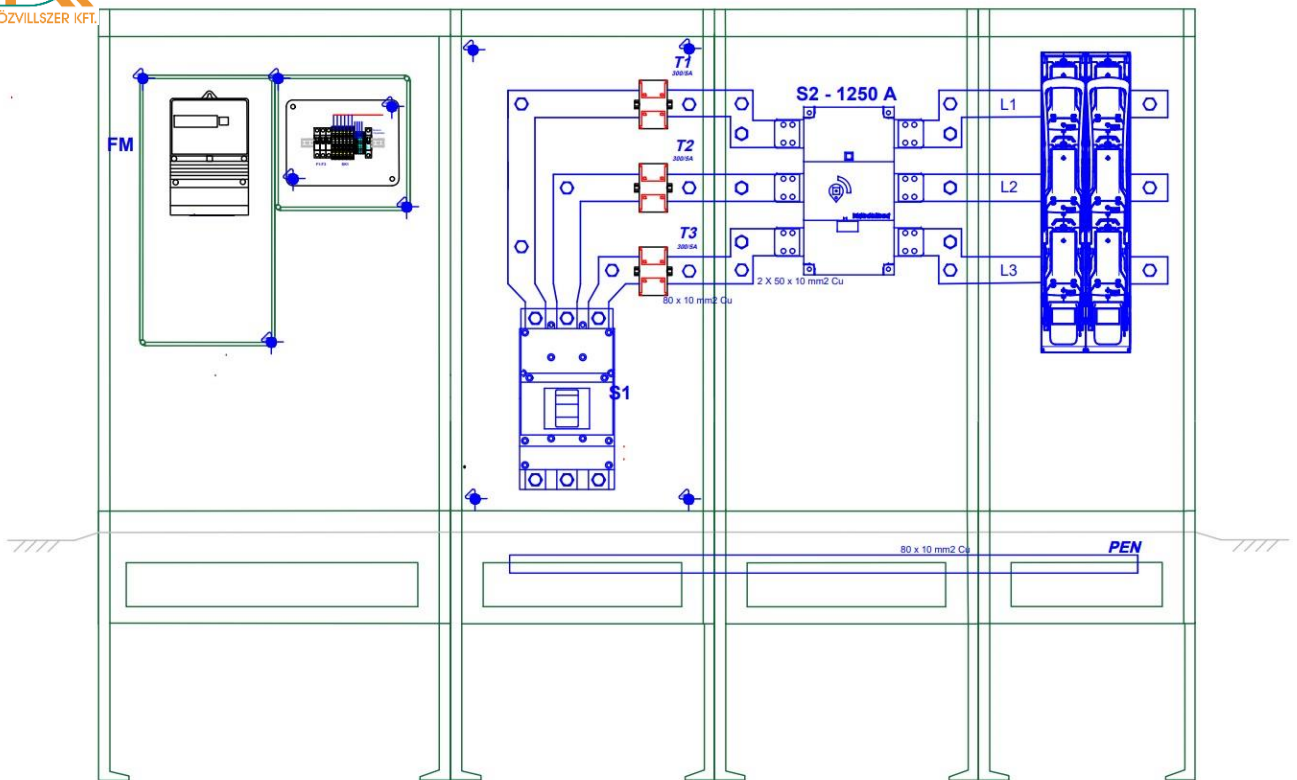 ÖZVILLSZER KFT.
T1
300/5A
S2 - 1250 A
L1
FM
T2
300/5A
L2
T3
300/5A
L3
2 X 50 x 10 mm2 Cu
80 x 10 mm2 Cu
S1
80 x 10 mm2 Cu
PEN